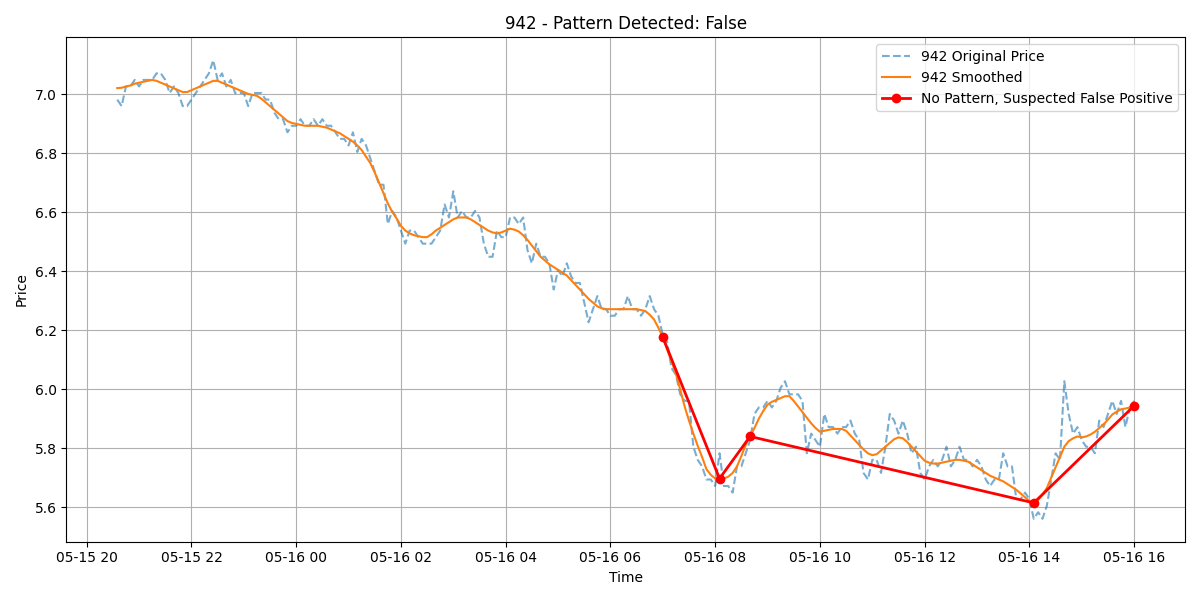 942 - Pattern Detected: False
942 Original Price
942 Smoothed
No Pattern, Suspected False Positive
Price
7.0
6.8
6.6
6.4
6.2
6.0
5.8
5.6
05-15 20 05-15 22 05-16 00 05-16 02 05-16 04 05-16 06 05-16 08 05-16 10 05-16 12 05-16 14 05-16 16
Time